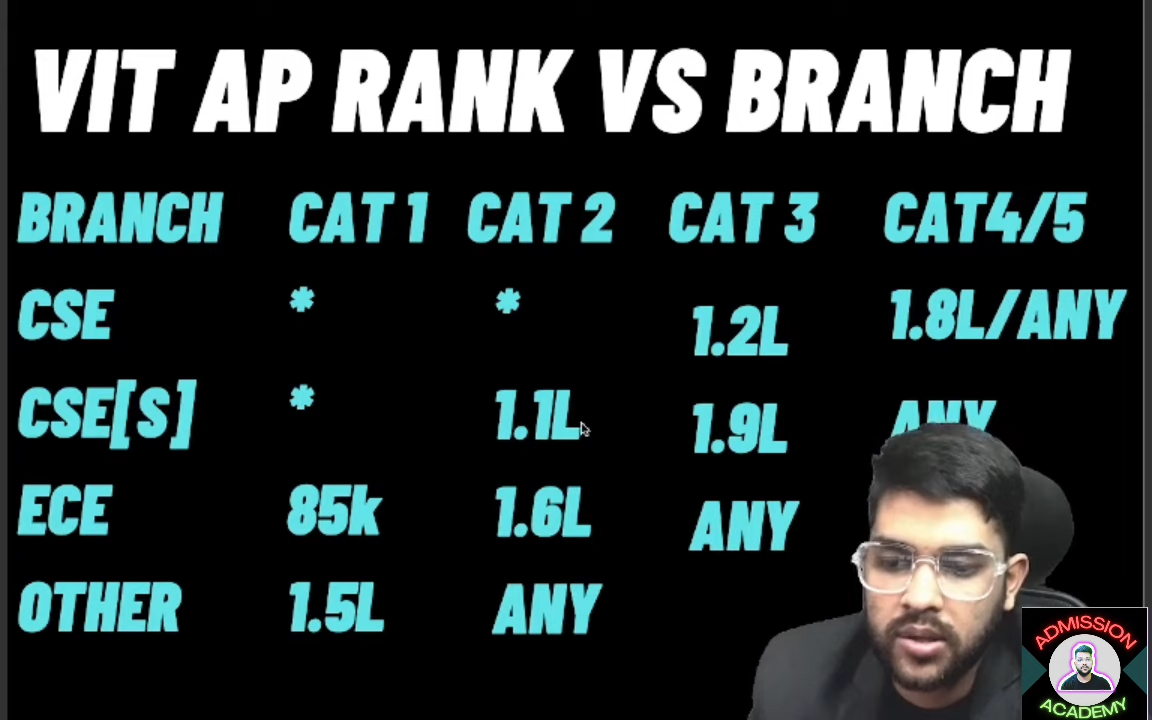 VIT AP RANK VS BRANCH
BRANCH CAT 1 CAT 2 CAT 3 CAT4/5
CSE * * 1.2L 1.8L/ANY
CSE[S] * 1.1L 1.9L ANY
ECE 85k 1.6L ANY
OTHER 1.5L ANY
ADMISSION
ACADEMY